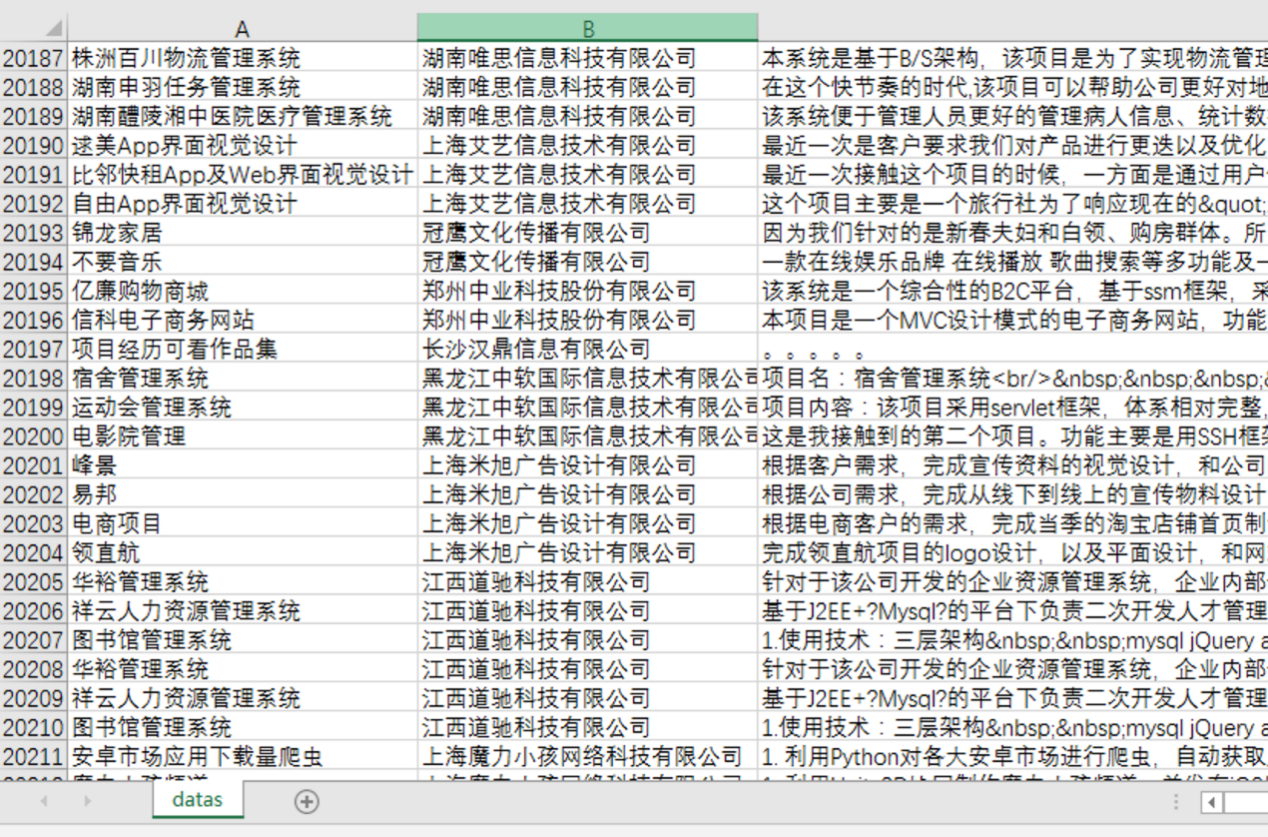 A B
20187 株洲百川物流管理系统 湖南唯思信息科技有限公司 本系统是基于B/S架构，该项目是为了实现物流管理
20188 湖南申羽任务管理系统 湖南唯思信息科技有限公司 在这个快节奏的时代,该项目可以帮助公司更好对地
20189 湖南醴陵湘中医院医疗管理系统 湖南唯思信息科技有限公司 该系统便于管理人员更好的管理病人信息、统计数
20190 逑美App界面视觉设计 上海艾艺信息技术有限公司 最近一次是客户要求我们对产品进行更迭以及优化
20191 比邻快租App及Web界面视觉设计 上海艾艺信息技术有限公司 最近一次接触这个项目的时候，一方面是通过用户
20192 自由App界面视觉设计 上海艾艺信息技术有限公司 这个项目主要是一个旅行社为了响应现在的&quot;
20193 锦龙家居 冠鹰文化传播有限公司 因为我们针对的是新春夫妇和白领、购房群体。所
20194 不要音乐 冠鹰文化传播有限公司 一款在线娱乐品牌 在线播放 歌曲搜索等多功能及一
20195 亿廉购物商城 郑州中业科技股份有限公司 该系统是一个综合性的B2C平台，基于ssm框架，采
20196 信科电子商务网站 郑州中业科技股份有限公司 本项目是一个MVC设计模式的电子商务网站，功能
20197 项目经历可看作品集 长沙汉鼎信息有限公司 。。。。。
20198 宿舍管理系统 黑龙江中软国际信息技术有限公司 项目名：宿舍管理系统<br/>&nbsp;&nbsp;&nbsp;&
20199 运动会管理系统 黑龙江中软国际信息技术有限公司 项目内容：该项目采用servlet框架，体系相对完整，
20200 电影院管理 黑龙江中软国际信息技术有限公司 这是我接触到的第二个项目。功能主要是用SSH框架
20201 峰景 上海米旭广告设计有限公司 根据客户需求，完成宣传资料的视觉设计，和公司
20202 易邦 上海米旭广告设计有限公司 根据公司需求，完成从线下到线上的宣传物料设计
20203 电商项目 上海米旭广告设计有限公司 根据电商客户的需求，完成当季的淘宝店铺首页制
20204 领直航 上海米旭广告设计有限公司 完成领直航项目的logo设计，以及平面设计，和网
20205 华裕管理系统 江西道驰科技有限公司 针对于该公司开发的企业资源管理系统，企业内部
20206 祥云人力资源管理系统 江西道驰科技有限公司 基于J2EE+?Mysql?的平台下负责二次开发人才管理
20207 图书馆管理系统 江西道驰科技有限公司 1.使用技术：三层架构&nbsp;&nbsp;mysql jQuery a
20208 华裕管理系统 江西道驰科技有限公司 针对于该公司开发的企业资源管理系统，企业内部
20209 祥云人力资源管理系统 江西道驰科技有限公司 基于J2EE+?Mysql?的平台下负责二次开发人才管理
20210 图书馆管理系统 江西道驰科技有限公司 1.使用技术：三层架构&nbsp;&nbsp;mysql jQuery a
20211 安卓市场应用下载量爬虫 上海魔力小孩网络科技有限公司 1. 利用Python对各大安卓市场进行爬虫，自动获取
datas